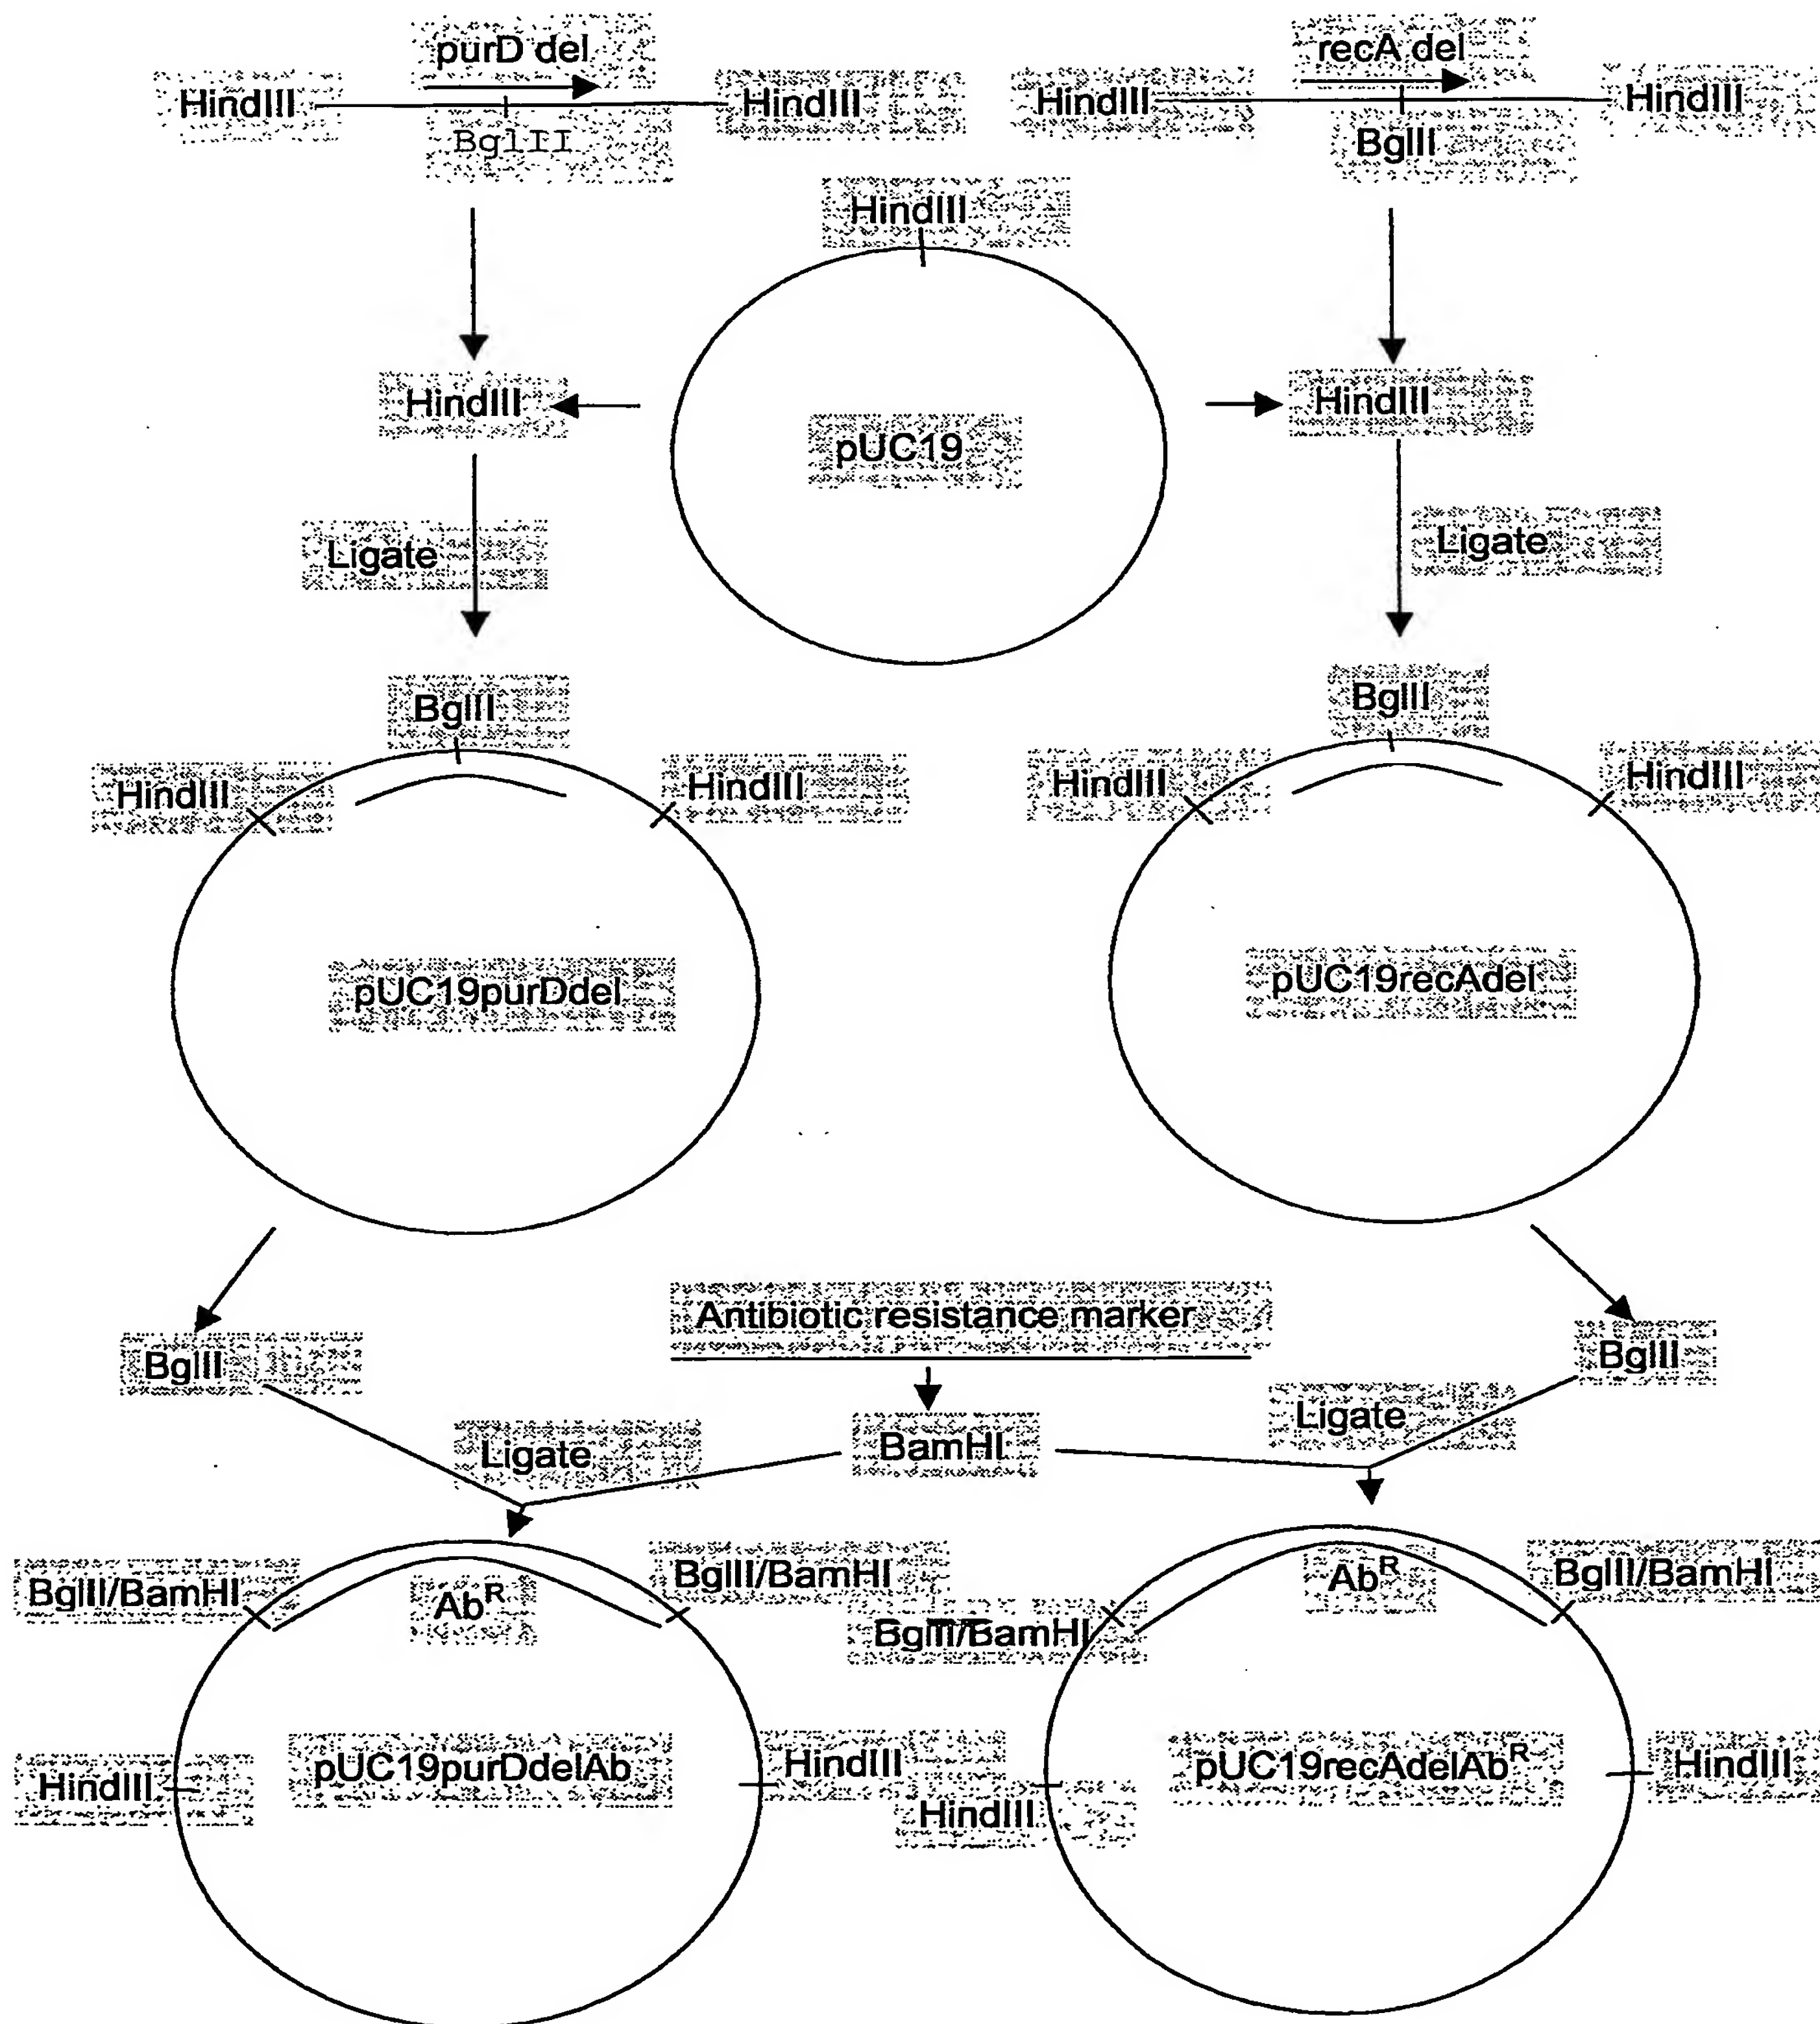 purD del
recA del
HindIII
HindIII
HindIII
HindIII
BglII
BglII
HindIII
HindIII
pUC19
HindIII
Ligate
Ligate
BglII
BglII
HindIII
HindIII
HindIII
HindIII
pUC19purDdel
pUC19recAdel
Antibiotic resistance marker
BglII
BglII
Ligate
BamHI
Ligate
BglII/BamHI
AbR
BglII/BamHI
BglII/BamHI
AbR
BglII/BamHI
HindIII
pUC19purDdelAb
HindIII
HindIII
pUC19recAdelAbR
HindIII